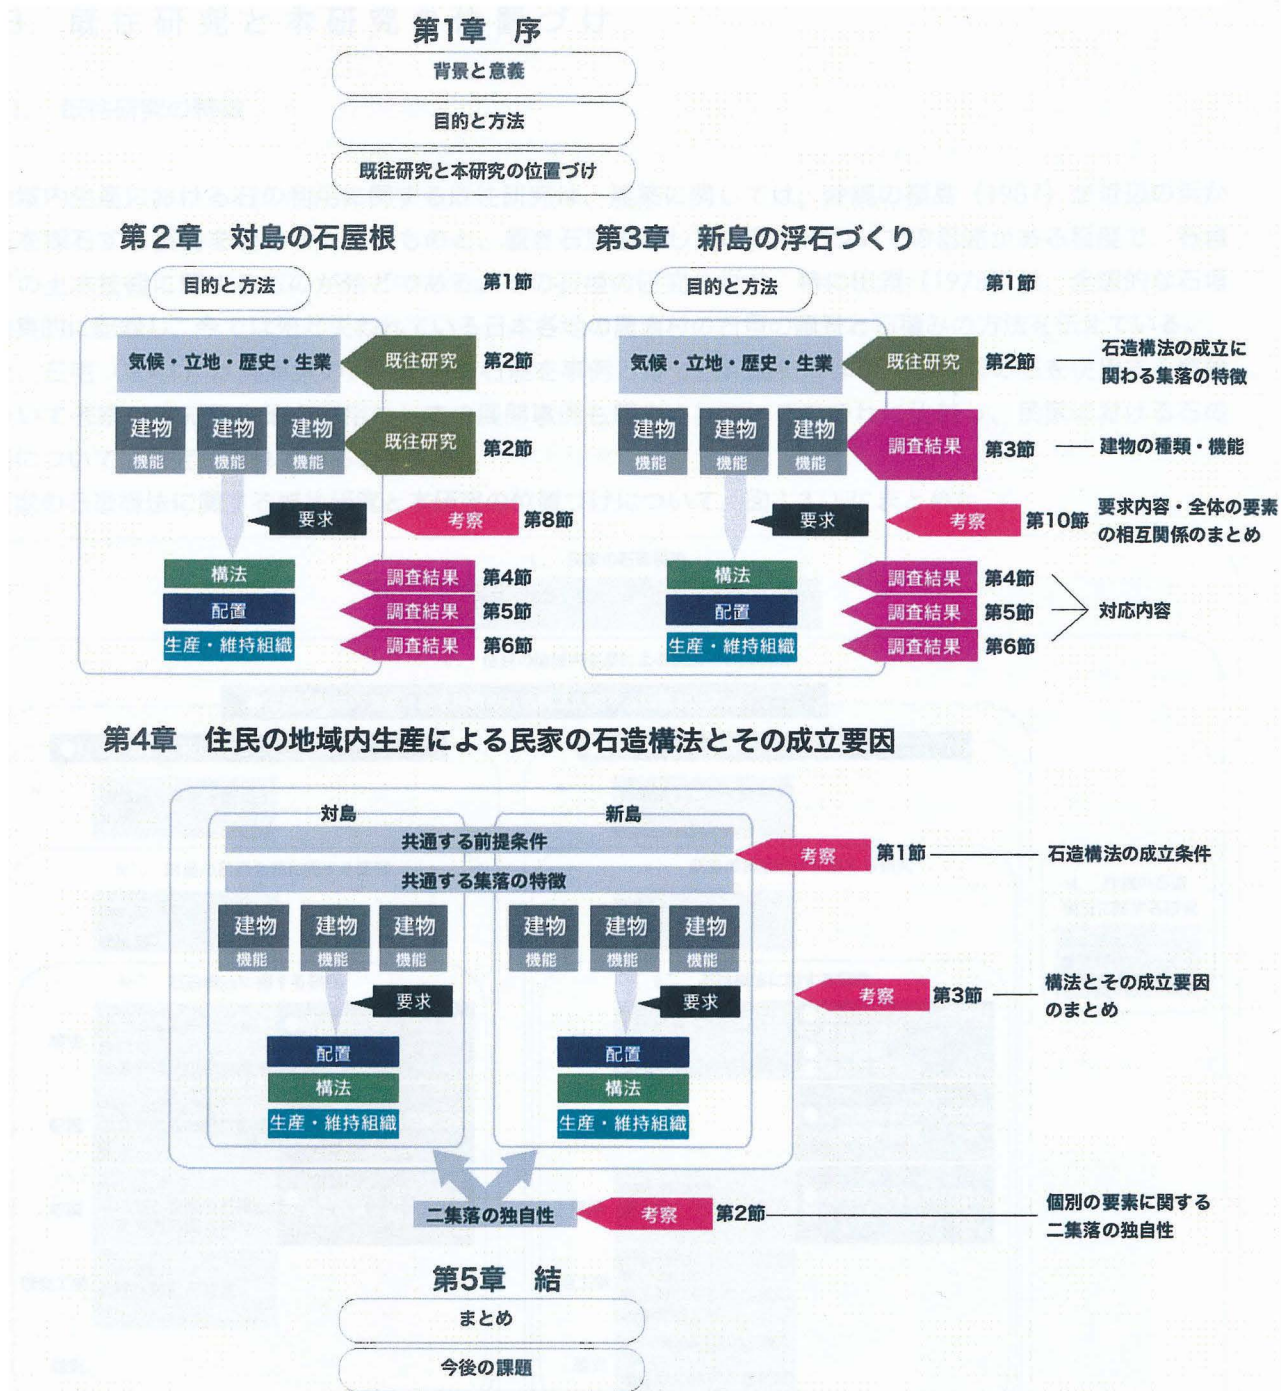 第1章 序
背景と意義
目的と方法
既往研究と本研究の位置づけ
第2章 対島の石屋根
目的と方法
第1節
気候・立地・歴史・生業
既往研究
第2節
建物 建物 建物
機能 機能 機能
既往研究
第2節
要求
考察
第8節
構法
調査結果
第4節
配置
調査結果
第5節
生産・維持組織
調査結果
第6節
第3章 新島の浮石づくり
目的と方法
第1節
気候・立地・歴史・生業
既往研究
第2節
石造構法の成立に
関わる集落の特徴
建物 建物 建物
機能 機能 機能
調査結果
第3節
建物の種類・機能
要求
考察
第10節
要求内容・全体の要素
の相互関係のまとめ
構法
調査結果
第4節
配置
調査結果
第5節
対応内容
生産・維持組織
調査結果
第6節
第4章 住民の地域内生産による民家の石造構法とその成立要因
対島
新島
共通する前提条件
共通する集落の特徴
考察
第1節
石造構法の成立条件
建物 建物 建物
機能 機能 機能
要求
配置
構法
生産・維持組織
建物 建物 建物
機能 機能 機能
要求
配置
構法
生産・維持組織
考察
第3節
構法とその成立要因
のまとめ
二集落の独自性
考察
第2節
個別の要素に関する
二集落の独自性
第5章 結
まとめ
今後の課題